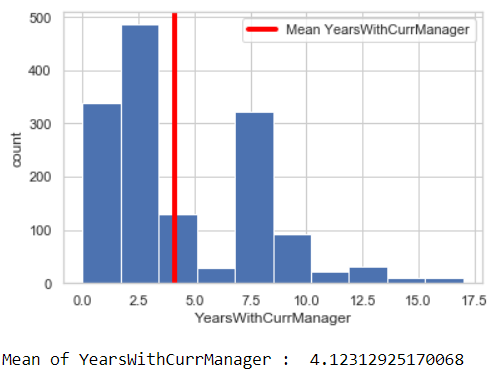 500
400
300
200
100
0
count
Mean YearsWithCurrManager
0.0 2.5 5.0 7.5 10.0 12.5 15.0 17.5
YearsWithCurrManager
Mean of YearsWithCurrManager :  4.12312925170068